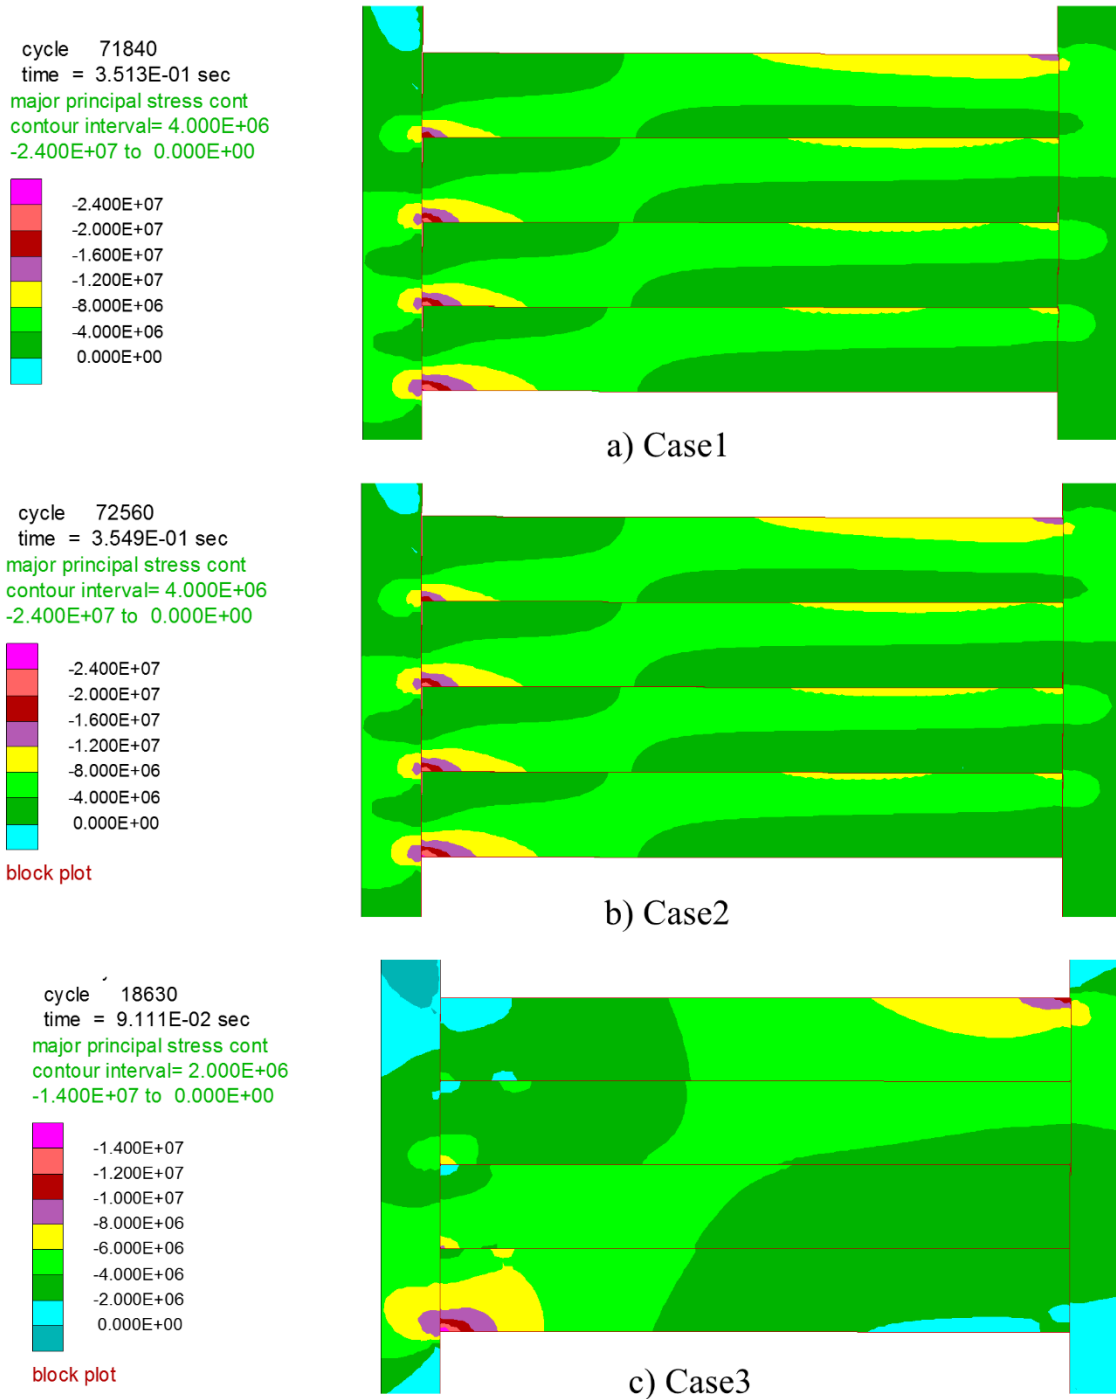 cycle 71840
time = 3.513E-01 sec
major principal stress cont
contour interval= 4.000E+06
-2.400E+07 to 0.000E+00
-2.400E+07
-2.000E+07
-1.600E+07
-1.200E+07
-8.000E+06
-4.000E+06
0.000E+00
a) Case1
cycle 72560
time = 3.549E-01 sec
major principal stress cont
contour interval= 4.000E+06
-2.400E+07 to 0.000E+00
-2.400E+07
-2.000E+07
-1.600E+07
-1.200E+07
-8.000E+06
-4.000E+06
0.000E+00
block plot
b) Case2
cycle 18630
time = 9.111E-02 sec
major principal stress cont
contour interval= 2.000E+06
-1.400E+07 to 0.000E+00
-1.400E+07
-1.200E+07
-1.000E+07
-8.000E+06
-6.000E+06
-4.000E+06
-2.000E+06
0.000E+00
block plot
c) Case3